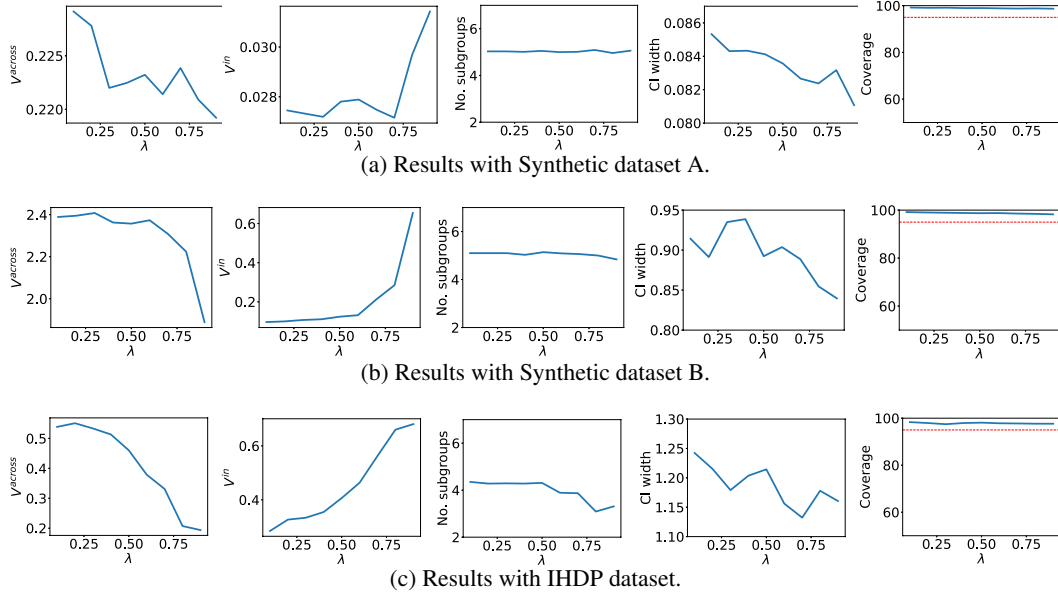 V^across
0.225
0.220
0.25 0.50 0.75
λ
V^in
0.030
0.028
0.25 0.50 0.75
λ
No. subgroups
6
4
2
0.25 0.50 0.75
λ
CI width
0.086
0.084
0.082
0.080
0.25 0.50 0.75
λ
Coverage
100
80
60
0.25 0.50 0.75
λ
(a) Results with Synthetic dataset A.
V^across
2.4
2.2
2.0
0.25 0.50 0.75
λ
V^in
0.6
0.4
0.2
0.25 0.50 0.75
λ
No. subgroups
6
4
2
0.25 0.50 0.75
λ
CI width
0.95
0.90
0.85
0.80
0.25 0.50 0.75
λ
Coverage
100
80
60
0.25 0.50 0.75
λ
(b) Results with Synthetic dataset B.
V^across
0.5
0.4
0.3
0.2
0.25 0.50 0.75
λ
V^in
0.6
0.4
0.25 0.50 0.75
λ
No. subgroups
6
4
2
0.25 0.50 0.75
λ
CI width
1.30
1.25
1.20
1.15
1.10
0.25 0.50 0.75
λ
Coverage
100
80
60
0.25 0.50 0.75
λ
(c) Results with IHDP dataset.